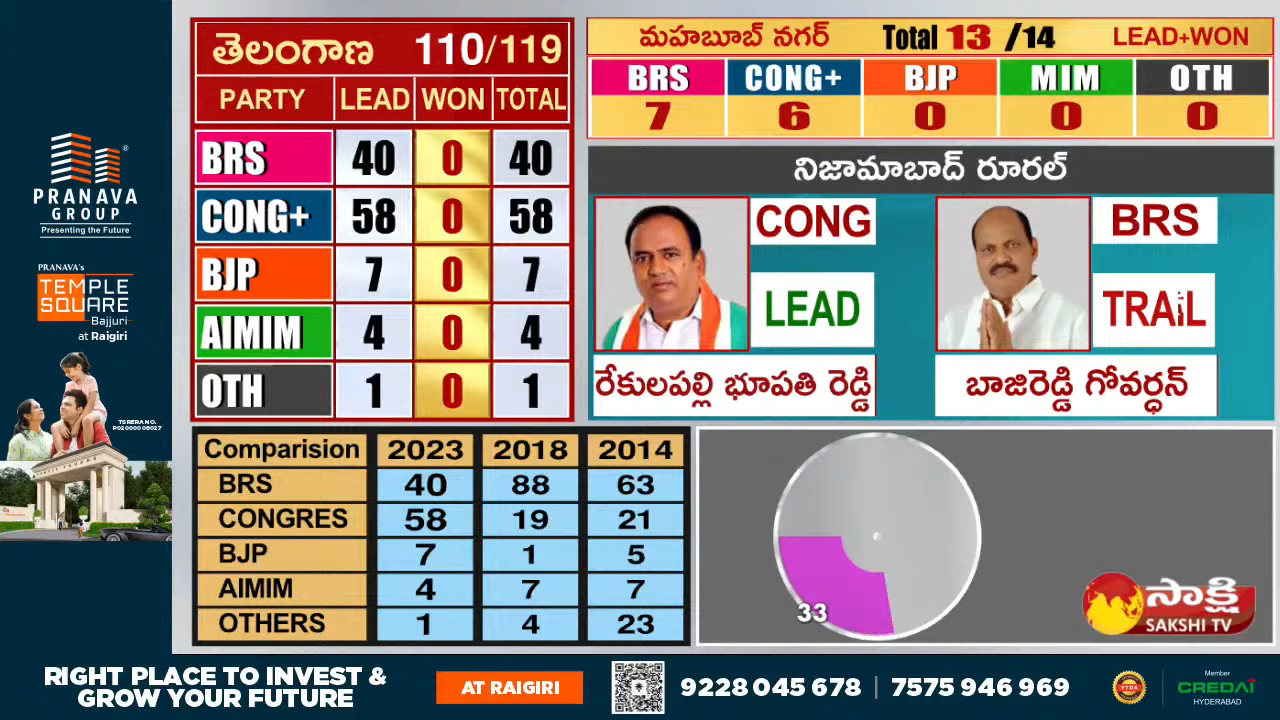 PRANAVA
GROUP
Presenting the Future
PRANAVA's
TEMPLE
SQUARE
Bajjuri
at Raigiri
TS RERA NO.
P02000006027
తెలంగాణ 110/119
PARTY LEAD WON TOTAL
BRS 40 0 40
CONG+ 58 0 58
BJP 7 0 7
AIMIM 4 0 4
OTH 1 0 1
మహబూబ్ నగర్ Total 13 /14 LEAD+WON
BRS CONG+ BJP MIM OTH
7 6 0 0 0
నిజామాబాద్ రూరల్
CONG
LEAD
రేకులపల్లి భూపతి రెడ్డి
BRS
TRAiL
బాజిరెడ్డి గోవర్ధన్
Comparision 2023 2018 2014
BRS 40 88 63
CONGRES 58 19 21
BJP 7 1 5
AIMIM 4 7 7
OTHERS 1 4 23
33
సాక్షి
SAKSHI TV
RIGHT PLACE TO INVEST &
GROW YOUR FUTURE
AT RAIGIRI
9228 045 678 | 7575 946 969
YTDA
Member
CREDAI
HYDERABAD